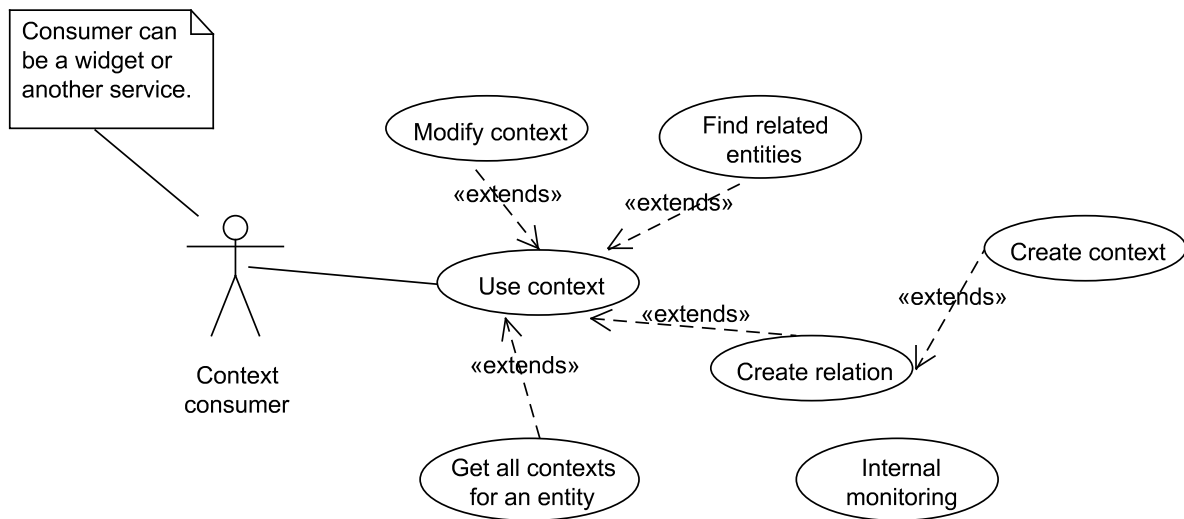 Consumer can
be a widget or
another service.
Modify context
Find related
entities
«extends»
«extends»
Create context
Use context
«extends»
«extends»
Context
consumer
«extends»
Create relation
Get all contexts
for an entity
Internal
monitoring